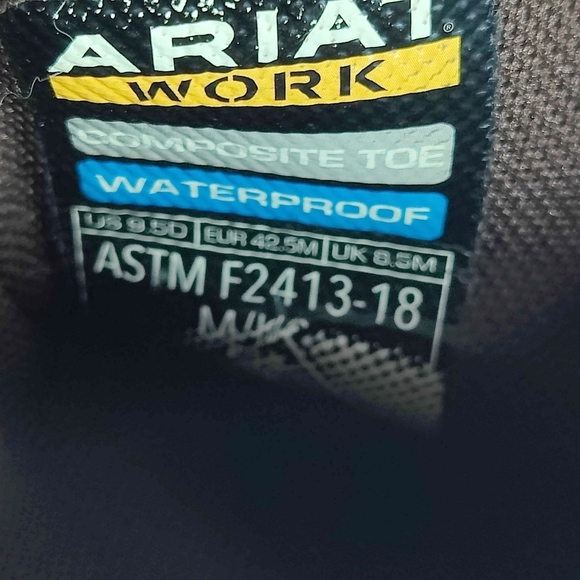 ARIAT®
WORK
COMPOSITE TOE
WATERPROOF
US 9.5D EUR 42.5M UK 8.5M
ASTM F2413-18